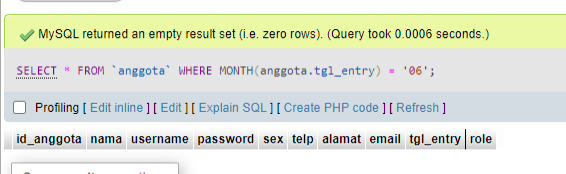 MySQL returned an empty result set (i.e. zero rows). (Query took 0.0006 seconds.)
SELECT * FROM `anggota` WHERE MONTH(anggota.tgl_entry) = '06';
Profiling [ Edit inline ] [ Edit ] [ Explain SQL ] [ Create PHP code ] [ Refresh ]
id_anggota nama username password sex telp alamat email tgl_entry role